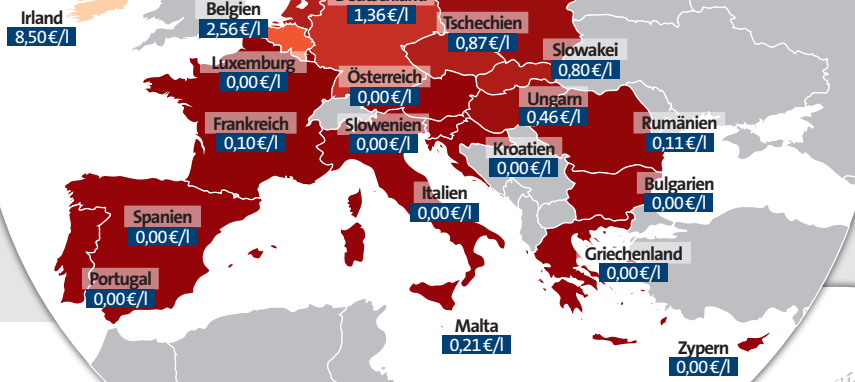 Irland
8,50 €/l
Belgien
2,56 €/l
1,36 €/l
Tschechien
0,87 €/l
Slowakei
0,80 €/l
Luxemburg
0,00 €/l
Österreich
0,00 €/l
Ungarn
0,46 €/l
Frankreich
0,10 €/l
Slowenien
0,00 €/l
Kroatien
0,00 €/l
Rumänien
0,11 €/l
Italien
0,00 €/l
Bulgarien
0,00 €/l
Spanien
0,00 €/l
Griechenland
0,00 €/l
Portugal
0,00 €/l
Malta
0,21 €/l
Zypern
0,00 €/l